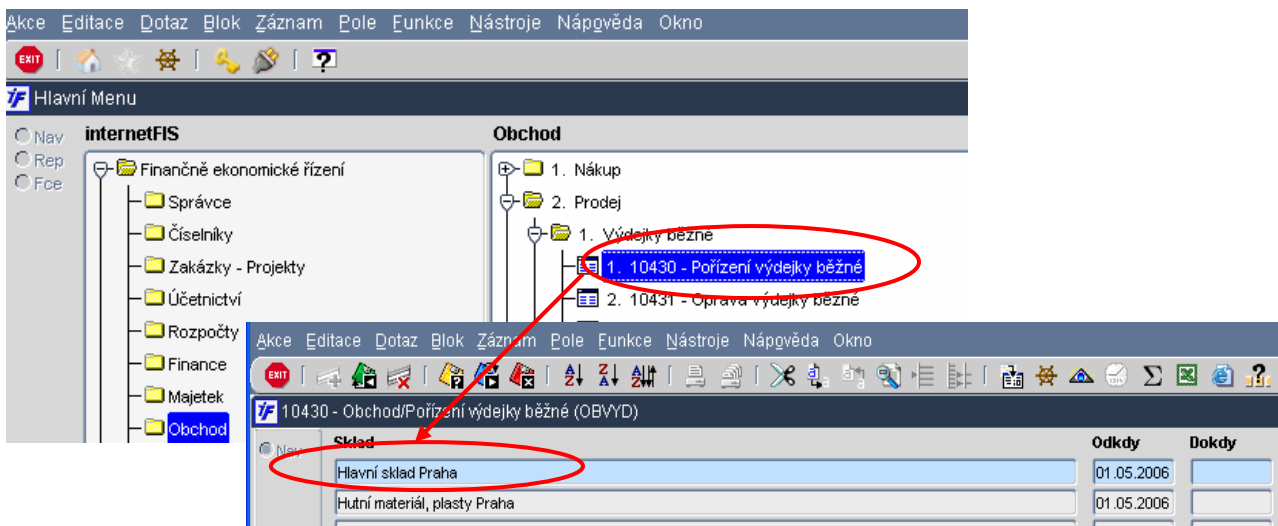 Akce Editace Dotaz Blok Záznam Pole Funkce Nástroje Nápověda Okno
EXIT
Hlavní Menu
Nav
Rep
Fce
internetFIS
Finančně ekonomické řízení
Správce
Číselníky
Zakázky - Projekty
Účetnictví
Rozpočty
Finance
Majetek
Obchod
Obchod
1. Nákup
2. Prodej
1. Výdejky běžné
1. 10430 - Pořízení výdejky běžné
2. 10431 - Oprava výdejky běžné
Akce Editace Dotaz Blok Záznam Pole Funkce Nástroje Nápověda Okno
EXIT
10430 - Obchod/Pořízení výdejky běžné (OBVYD)
Nav
Sklad Odkdy Dokdy
Hlavní sklad Praha 01.05.2006
Hutní materiál, plasty Praha 01.05.2006